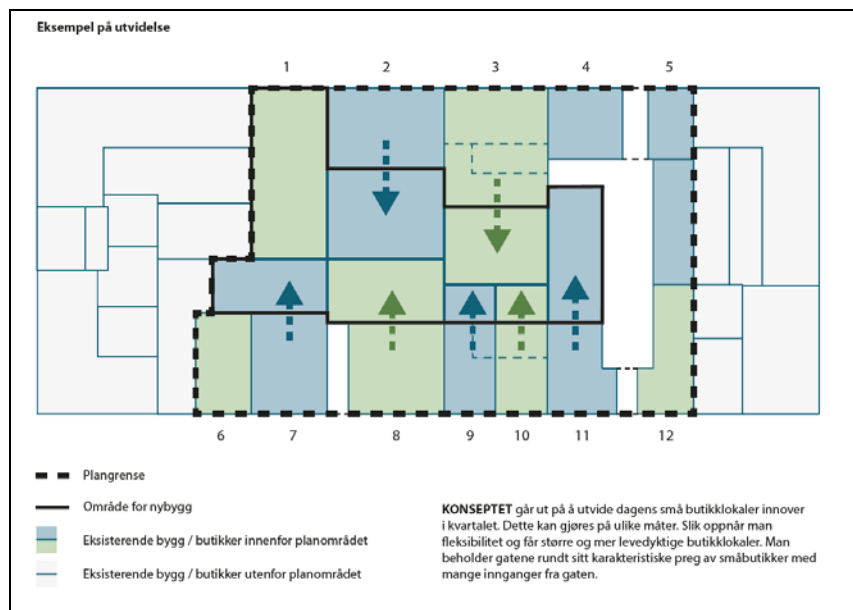 Eksempel på utvidelse
1 2 3 4 5
6 7 8 9 10 11 12
Plangrense
Område for nybygg
Eksisterende bygg / butikker innenfor planområdet
Eksisterende bygg / butikker utenfor planområdet
KONSEPTET går ut på å utvide dagens små butikklokaler innover
i kvartalet. Dette kan gjøres på ulike måter. Slik oppnår man
fleksibilitet og får større og mer levedyktige butikklokaler. Man
beholder gatene rundt sitt karakteristiske preg av småbutikker med
mange innganger fra gaten.